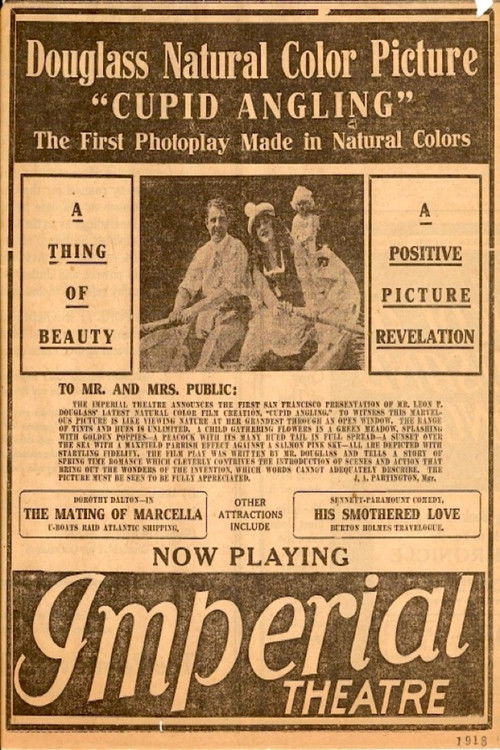 Douglass Natural Color Picture
"CUPID ANGLING"
The First Photoplay Made in Natural Colors
A
THING
OF
BEAUTY
A
POSITIVE
PICTURE
REVELATION
TO MR. AND MRS. PUBLIC:
THE IMPERIAL THEATRE ANNOUNCES THE FIRST SAN FRANCISCO PRESENTATION OF MR. LEON F.
DOUGLASS' LATEST NATURAL COLOR FILM CREATION, "CUPID ANGLING." TO WITNESS THIS MARVEL-
OUS PICTURE IS LIKE VIEWING NATURE AT HER GRANDEST THROUGH AN OPEN WINDOW. THE RANGE
OF TINTS AND HUES IS UNLIMITED. A CHILD GATHERING FLOWERS IN A GREEN MEADOW, SPLASHING
WITH GOLDEN POPPIES—A PEACOCK WITH ITS MANY HUED TAIL IN FULL SPREAD—A SUNSET OVER
THE SEA WITH A MAXFIELD PARRISH EFFECT AGAINST A SALMON PINK SKY—ALL ARE DEPICTED WITH
STARTLING FIDELITY. THE FILM PLAY WAS WRITTEN BY MR. DOUGLASS AND TELLS A STORY OF
SPRING TIME ROMANCE WHICH CLEVERLY CONTRIVES THE INTRODUCTION OF SCENES AND ACTION THAT
BRING OUT THE WONDERS OF THE INVENTION, WHICH WORDS CANNOT ADEQUATELY DESCRIBE. THE
PICTURE MUST BE SEEN TO BE FULLY APPRECIATED. J. A. PARTINGTON, Mgr.
DOROTHY DALTON—IN
THE MATING OF MARCELLA
U-BOATS RAID ATLANTIC SHIPPING.
OTHER
ATTRACTIONS
INCLUDE
SENNETT-PARAMOUNT COMEDY,
HIS SMOTHERED LOVE
BURTON HOLMES TRAVELOGUE.
NOW PLAYING
Imperial
THEATRE
1918